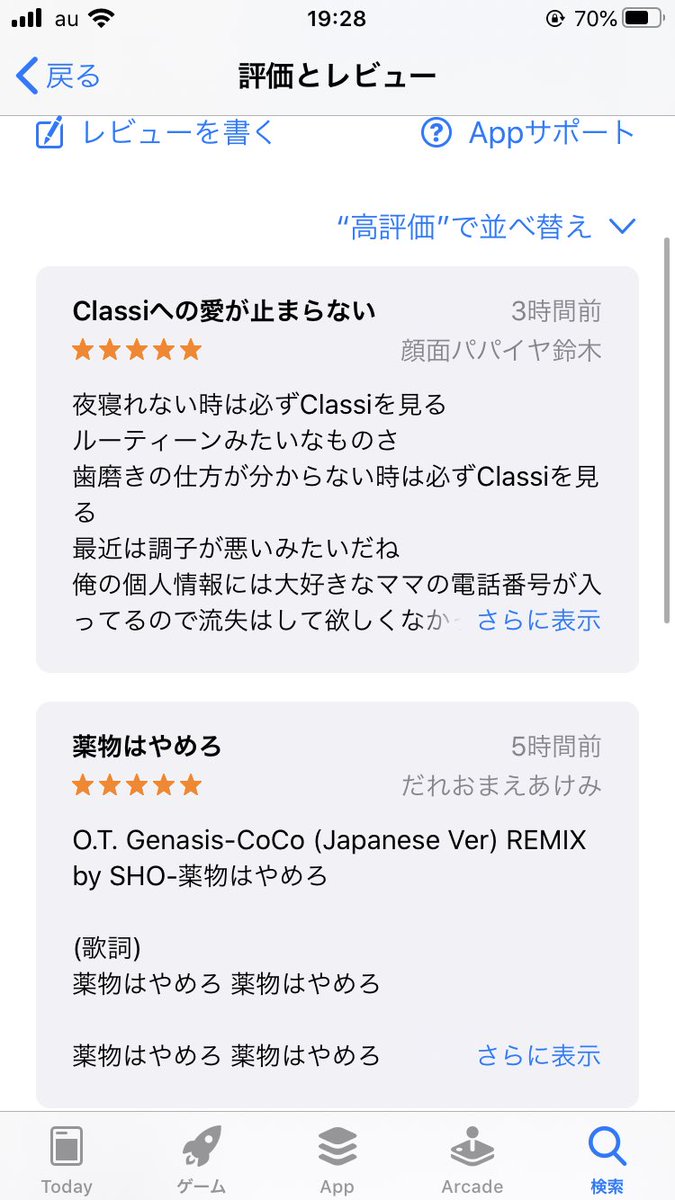 au 19:28 70%
戻る 評価とレビュー
レビューを書く Appサポート
“高評価”で並べ替え
Classiへの愛が止まらない 3時間前
★★★★★ 顔面パパイヤ鈴木
夜寝れない時は必ずClassiを見る
ルーティーンみたいなものさ
歯磨きの仕方が分からない時は必ずClassiを見
る
最近は調子が悪いみたいだね
俺の個人情報には大好きなママの電話番号が入
ってるので流失はして欲しくなか さらに表示
薬物はやめろ 5時間前
★★★★★ だれおまえあけみ
O.T. Genasis-CoCo (Japanese Ver) REMIX
by SHO-薬物はやめろ
(歌詞)
薬物はやめろ 薬物はやめろ
薬物はやめろ 薬物はやめろ さらに表示
Today ゲーム App Arcade 検索